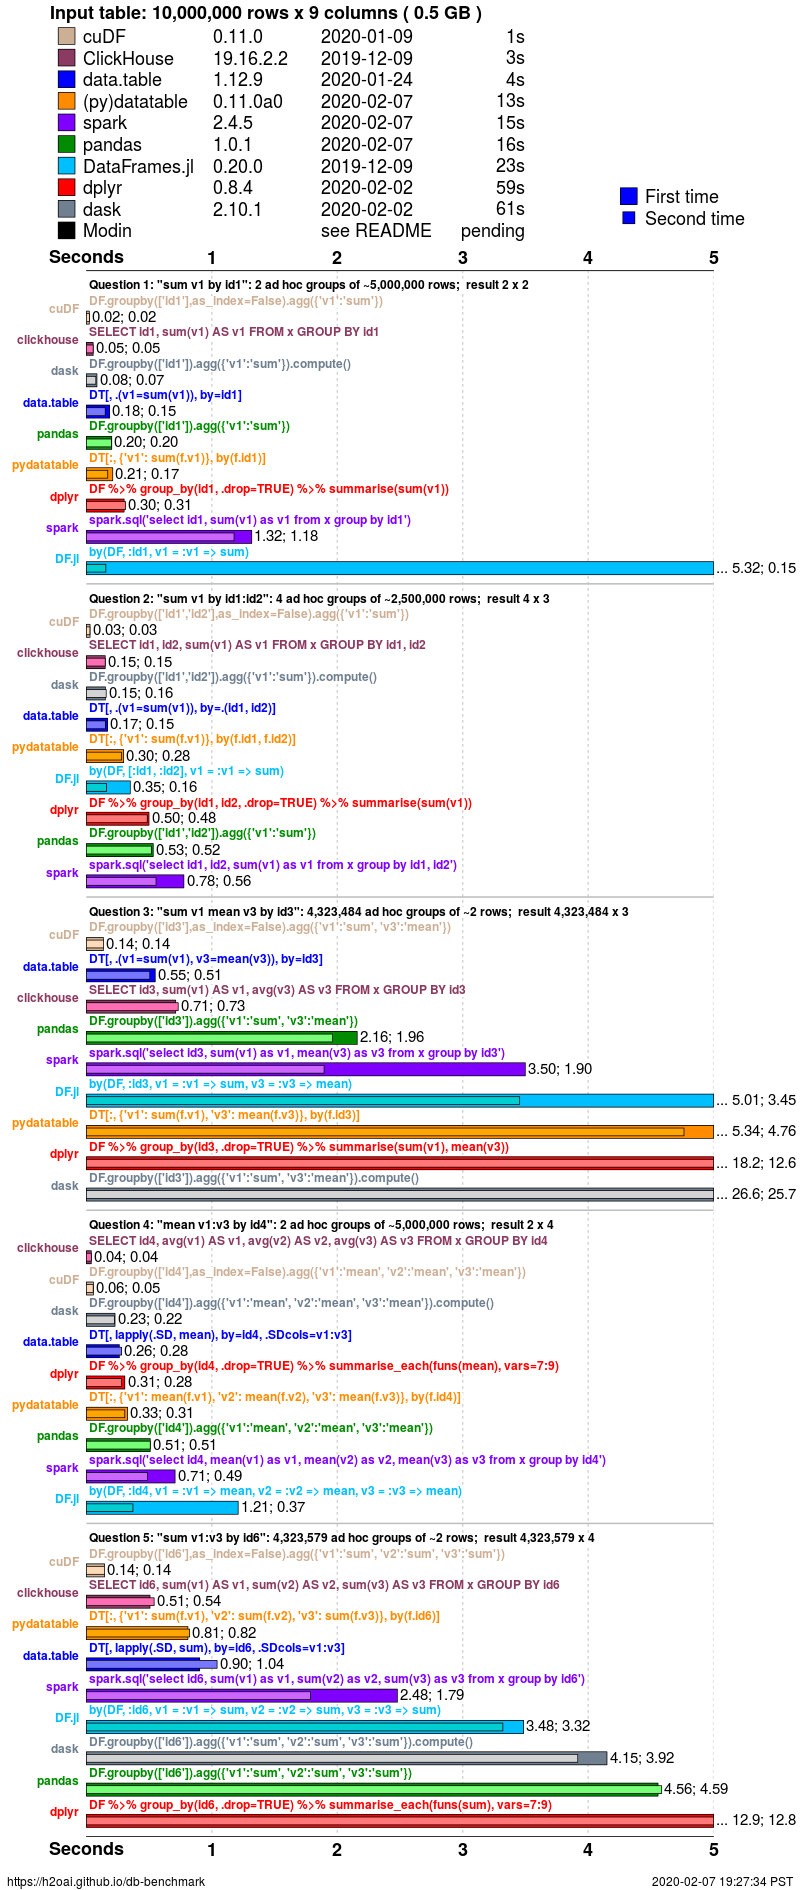 Input table: 10,000,000 rows x 9 columns ( 0.5 GB )
cuDF 0.11.0 2020-01-09 1s
ClickHouse 19.16.2.2 2019-12-09 3s
data.table 1.12.9 2020-01-24 4s
(py)datatable 0.11.0a0 2020-02-07 13s
spark 2.4.5 2020-02-07 15s
pandas 1.0.1 2020-02-07 16s
DataFrames.jl 0.20.0 2019-12-09 23s
dplyr 0.8.4 2020-02-02 59s
dask 2.10.1 2020-02-02 61s
Modin see README pending
First time
Second time
Seconds 1 2 3 4 5
Question 1: "sum v1 by id1": 2 ad hoc groups of ~5,000,000 rows; result 2 x 2
DF.groupby(['id1'],as_index=False).agg({'v1':'sum'})
cuDF 0.02; 0.02
SELECT id1, sum(v1) AS v1 FROM x GROUP BY id1
clickhouse 0.05; 0.05
DF.groupby(['id1']).agg({'v1':'sum'}).compute()
dask 0.08; 0.07
DT[, .(v1=sum(v1)), by=id1]
data.table 0.18; 0.15
DF.groupby(['id1']).agg({'v1':'sum'})
pandas 0.20; 0.20
DT[:, {'v1': sum(f.v1)}, by(f.id1)]
pydatatable 0.21; 0.17
DF %>% group_by(id1, .drop=TRUE) %>% summarise(sum(v1))
dplyr 0.30; 0.31
spark.sql('select id1, sum(v1) as v1 from x group by id1')
spark 1.32; 1.18
by(DF, :id1, v1 = :v1 => sum)
DF.jl ... 5.32; 0.15
Question 2: "sum v1 by id1:id2": 4 ad hoc groups of ~2,500,000 rows; result 4 x 3
DF.groupby(['id1','id2'],as_index=False).agg({'v1':'sum'})
cuDF 0.03; 0.03
SELECT id1, id2, sum(v1) AS v1 FROM x GROUP BY id1, id2
clickhouse 0.15; 0.15
DF.groupby(['id1','id2']).agg({'v1':'sum'}).compute()
dask 0.15; 0.16
DT[, .(v1=sum(v1)), by=.(id1, id2)]
data.table 0.17; 0.15
DT[:, {'v1': sum(f.v1)}, by(f.id1, f.id2)]
pydatatable 0.30; 0.28
by(DF, [:id1, :id2], v1 = :v1 => sum)
DF.jl 0.35; 0.16
DF %>% group_by(id1, id2, .drop=TRUE) %>% summarise(sum(v1))
dplyr 0.50; 0.48
DF.groupby(['id1','id2']).agg({'v1':'sum'})
pandas 0.53; 0.52
spark.sql('select id1, id2, sum(v1) as v1 from x group by id1, id2')
spark 0.78; 0.56
Question 3: "sum v1 mean v3 by id3": 4,323,484 ad hoc groups of ~2 rows; result 4,323,484 x 3
DF.groupby(['id3'],as_index=False).agg({'v1':'sum', 'v3':'mean'})
cuDF 0.14; 0.14
DT[, .(v1=sum(v1), v3=mean(v3)), by=id3]
data.table 0.55; 0.51
SELECT id3, sum(v1) AS v1, avg(v3) AS v3 FROM x GROUP BY id3
clickhouse 0.71; 0.73
DF.groupby(['id3']).agg({'v1':'sum', 'v3':'mean'})
pandas 2.16; 1.96
spark.sql('select id3, sum(v1) as v1, mean(v3) as v3 from x group by id3')
spark 3.50; 1.90
by(DF, :id3, v1 = :v1 => sum, v3 = :v3 => mean)
DF.jl ... 5.01; 3.45
DT[:, {'v1': sum(f.v1), 'v3': mean(f.v3)}, by(f.id3)]
pydatatable ... 5.34; 4.76
DF %>% group_by(id3, .drop=TRUE) %>% summarise(sum(v1), mean(v3))
dplyr ... 18.2; 12.6
DF.groupby(['id3']).agg({'v1':'sum', 'v3':'mean'}).compute()
dask ... 26.6; 25.7
Question 4: "mean v1:v3 by id4": 2 ad hoc groups of ~5,000,000 rows; result 2 x 4
SELECT id4, avg(v1) AS v1, avg(v2) AS v2, avg(v3) AS v3 FROM x GROUP BY id4
clickhouse 0.04; 0.04
DF.groupby(['id4'],as_index=False).agg({'v1':'mean', 'v2':'mean', 'v3':'mean'})
cuDF 0.06; 0.05
DF.groupby(['id4']).agg({'v1':'mean', 'v2':'mean', 'v3':'mean'}).compute()
dask 0.23; 0.22
DT[, lapply(.SD, mean), by=id4, .SDcols=v1:v3]
data.table 0.26; 0.28
DF %>% group_by(id4, .drop=TRUE) %>% summarise_each(funs(mean), vars=7:9)
dplyr 0.31; 0.28
DT[:, {'v1': mean(f.v1), 'v2': mean(f.v2), 'v3': mean(f.v3)}, by(f.id4)]
pydatatable 0.33; 0.31
DF.groupby(['id4']).agg({'v1':'mean', 'v2':'mean', 'v3':'mean'})
pandas 0.51; 0.51
spark.sql('select id4, mean(v1) as v1, mean(v2) as v2, mean(v3) as v3 from x group by id4')
spark 0.71; 0.49
by(DF, :id4, v1 = :v1 => mean, v2 = :v2 => mean, v3 = :v3 => mean)
DF.jl 1.21; 0.37
Question 5: "sum v1:v3 by id6": 4,323,579 ad hoc groups of ~2 rows; result 4,323,579 x 4
DF.groupby(['id6'],as_index=False).agg({'v1':'sum', 'v2':'sum', 'v3':'sum'})
cuDF 0.14; 0.14
SELECT id6, sum(v1) AS v1, sum(v2) AS v2, sum(v3) AS v3 FROM x GROUP BY id6
clickhouse 0.51; 0.54
DT[:, {'v1': sum(f.v1), 'v2': sum(f.v2), 'v3': sum(f.v3)}, by(f.id6)]
pydatatable 0.81; 0.82
DT[, lapply(.SD, sum), by=id6, .SDcols=v1:v3]
data.table 0.90; 1.04
spark.sql('select id6, sum(v1) as v1, sum(v2) as v2, sum(v3) as v3 from x group by id6')
spark 2.48; 1.79
by(DF, :id6, v1 = :v1 => sum, v2 = :v2 => sum, v3 = :v3 => sum)
DF.jl 3.48; 3.32
DF.groupby(['id6']).agg({'v1':'sum', 'v2':'sum', 'v3':'sum'}).compute()
dask 4.15; 3.92
DF.groupby(['id6']).agg({'v1':'sum', 'v2':'sum', 'v3':'sum'})
pandas 4.56; 4.59
DF %>% group_by(id6, .drop=TRUE) %>% summarise_each(funs(sum), vars=7:9)
dplyr ... 12.9; 12.8
Seconds 1 2 3 4 5
https://h2oai.github.io/db-benchmark 2020-02-07 19:27:34 PST